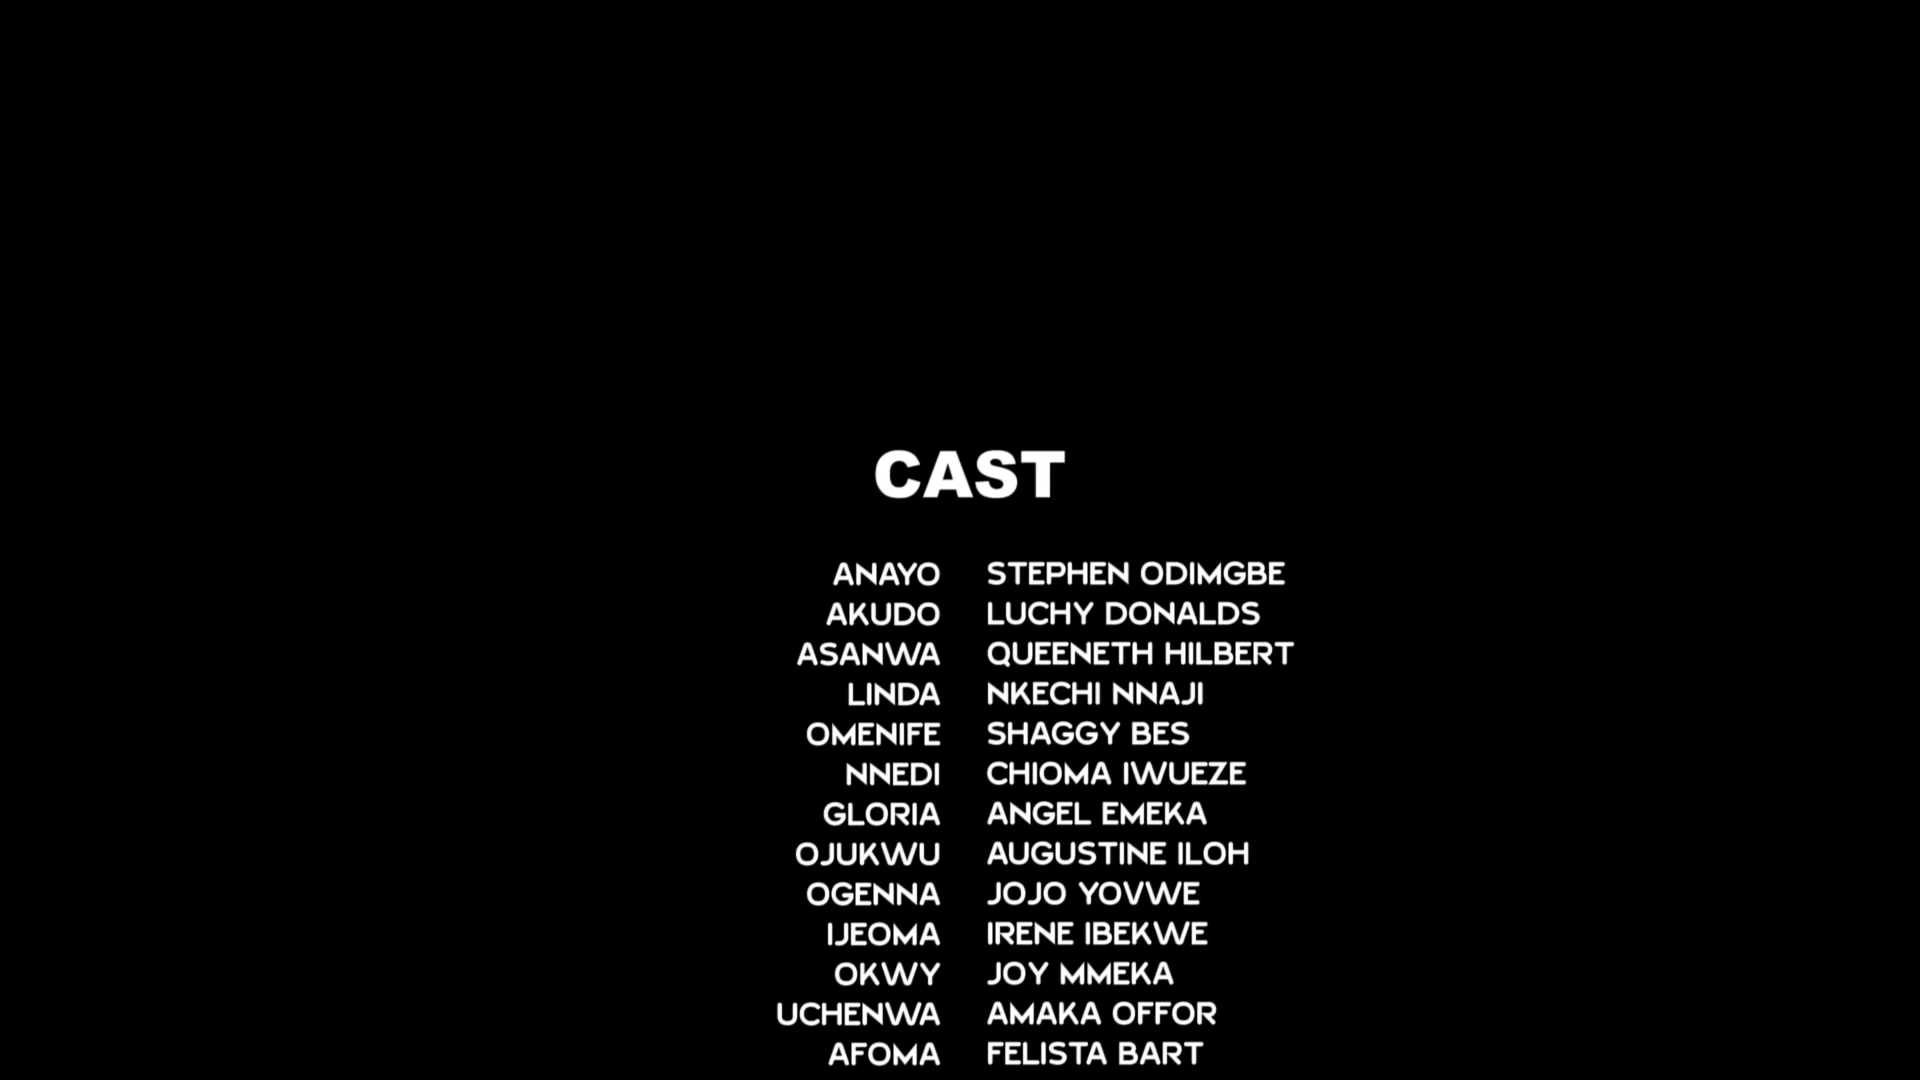 CAST
ANAYO STEPHEN ODIMGBE
AKUDO LUCHY DONALDS
ASANWA QUEENETH HILBERT
LINDA NKECHI NNAJI
OMENIFE SHAGGY BES
NNEDI CHIOMA IWUEZE
GLORIA ANGEL EMEKA
OJUKWU AUGUSTINE ILOH
OGENNA JOJO YOVWE
IJEOMA IRENE IBEKWE
OKWY JOY MMEKA
UCHENWA AMAKA OFFOR
AFOMA FELISTA BART